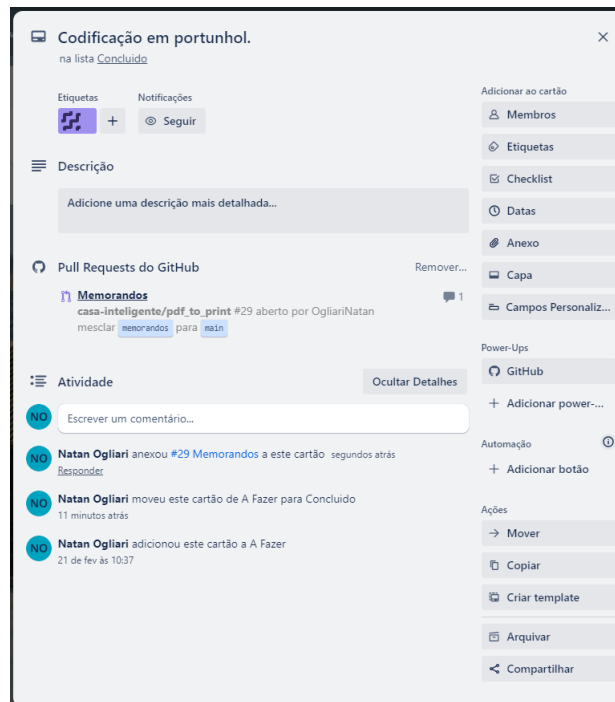 Codificação em portunhol.
na lista Concluido
Etiquetas
Notificações
+
Seguir
Descrição
Adicione uma descrição mais detalhada...
Pull Requests do GitHub
Remover...
Memorandos
1
casa-inteligente/pdf_to_print #29 aberto por OgliariNatan
mesclar memorandos para main
Atividade
Ocultar Detalhes
NO
Escrever um comentário...
NO
Natan Ogliari anexou #29 Memorandos a este cartão segundos atrás
Responder
NO
Natan Ogliari moveu este cartão de A Fazer para Concluido
11 minutos atrás
NO
Natan Ogliari adicionou este cartão a A Fazer
21 de fev às 10:37
Adicionar ao cartão
Membros
Etiquetas
Checklist
Datas
Anexo
Capa
Campos Personaliz...
Power-Ups
GitHub
+ Adicionar power-...
Automação
+ Adicionar botão
Ações
Mover
Copiar
Criar template
Arquivar
Compartilhar